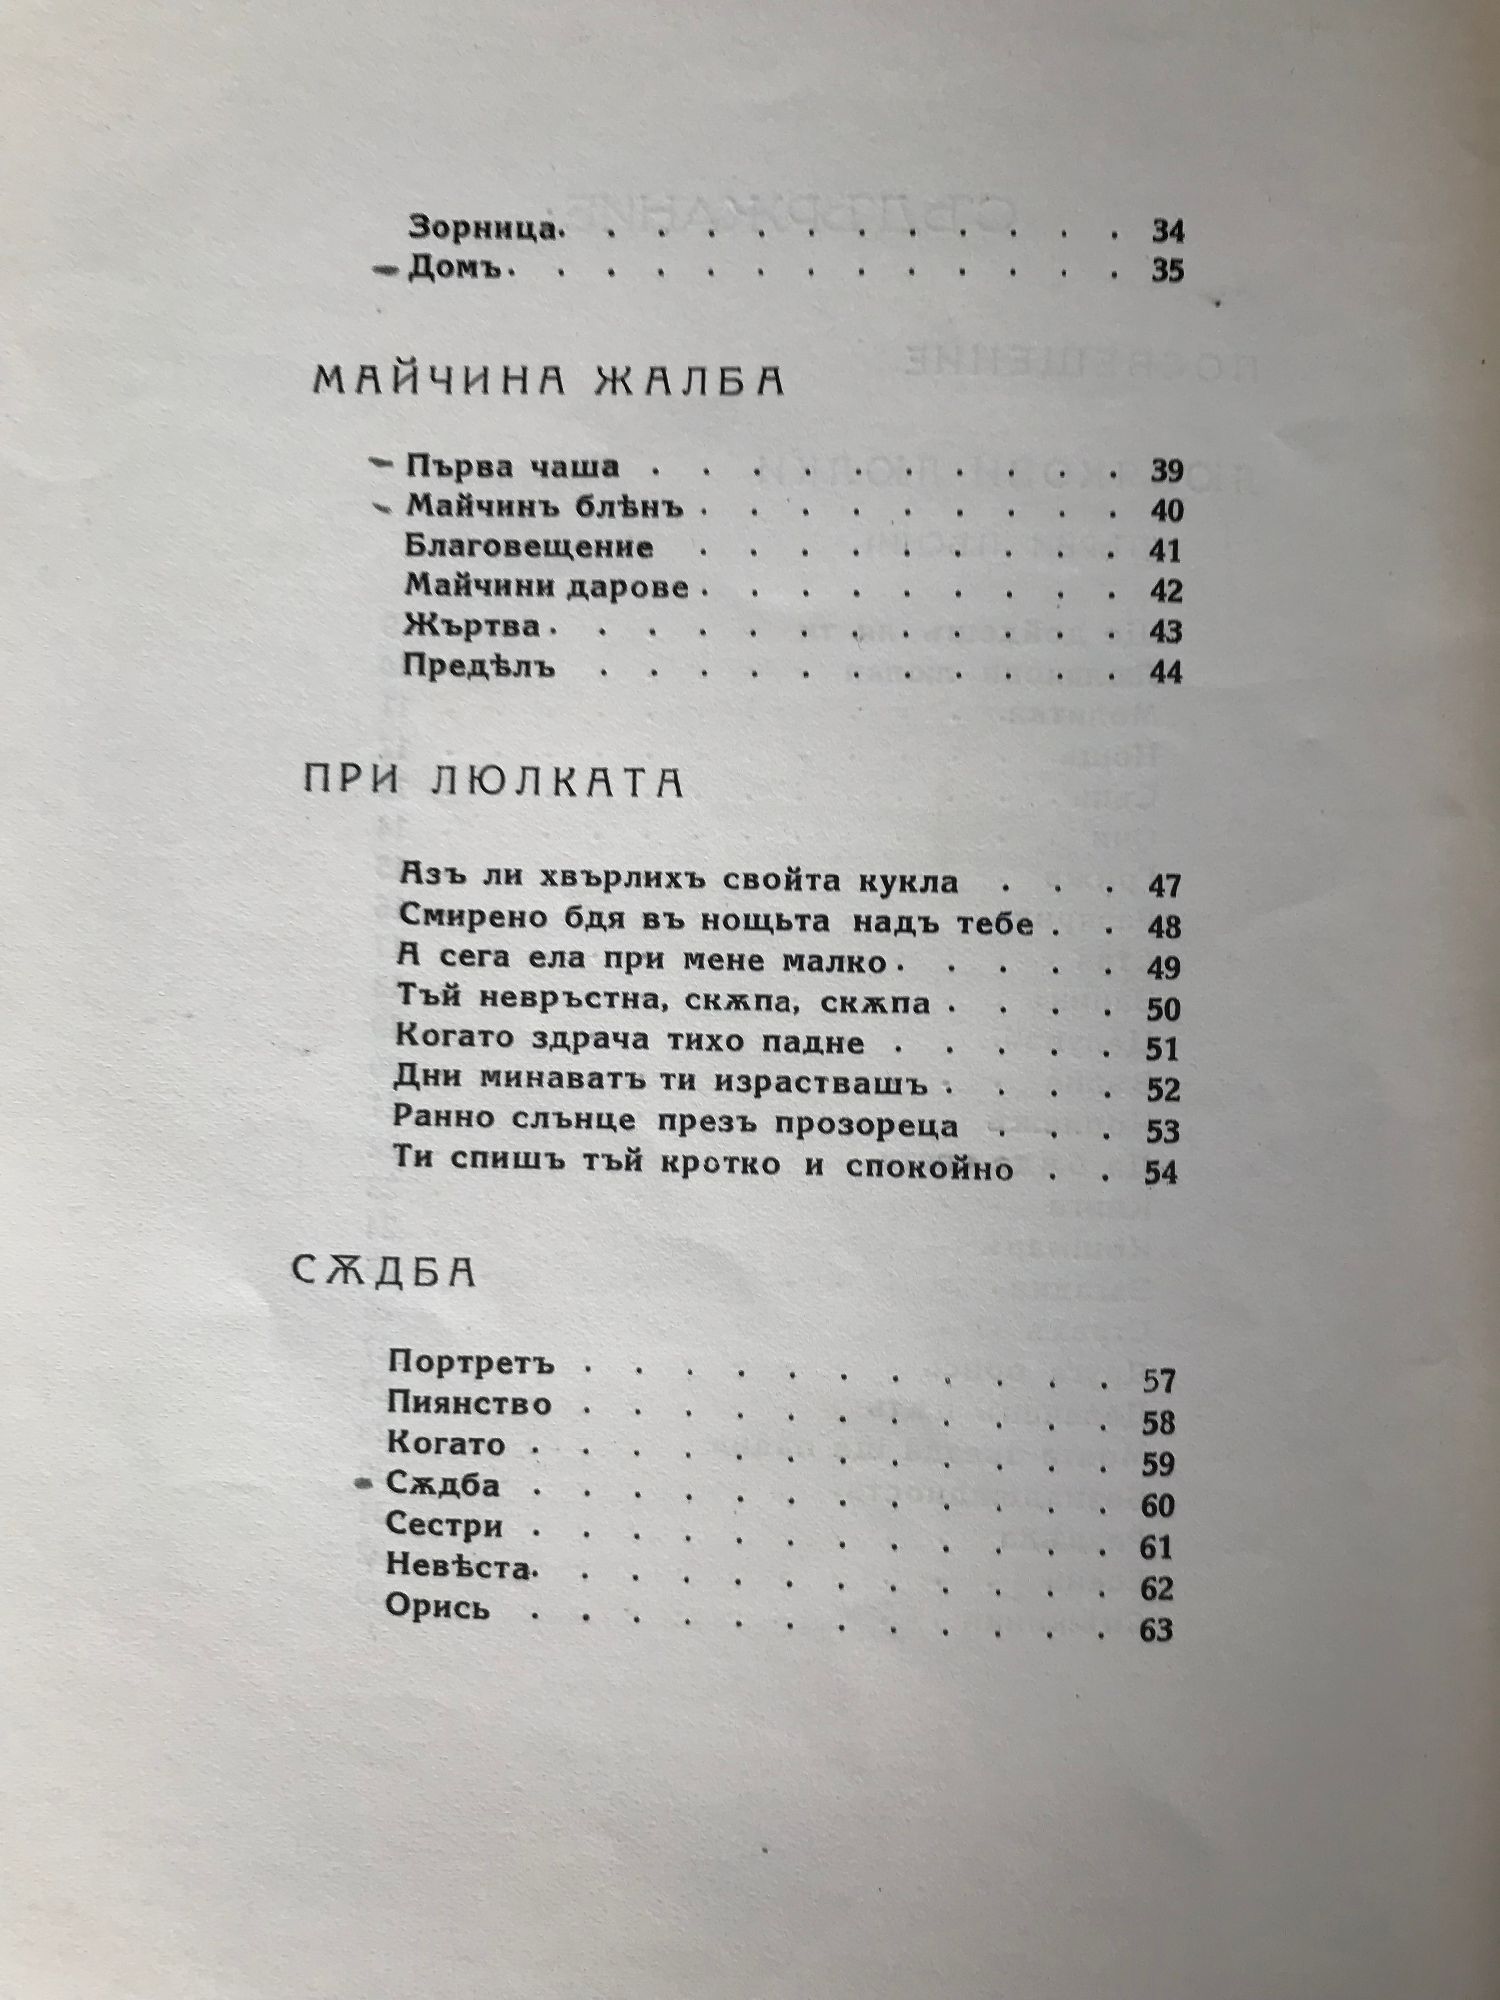 Зорница. . . . . . . . . . . . 34
Домъ. . . . . . . . . . . . . 35
МАЙЧИНА ЖАЛБА
Първа чаша . . . . . . . . . . 39
Майчинъ блѣнъ . . . . . . . . . 40
Благовещение . . . . . . . . . 41
Майчини дарове . . . . . . . . . 42
Жъртва. . . . . . . . . . . . 43
Предѣлъ . . . . . . . . . . . 44
ПРИ ЛЮЛКАТА
Азъ ли хвърлихъ свойта кукла . . . 47
Смирено бдя въ нощьта надъ тебе . . 48
А сега ела при мене малко. . . . . 49
Тъй невръстна, скѫпа, скѫпа . . . . 50
Когато здрача тихо падне . . . . . 51
Дни минаватъ ти израствашъ . . . . 52
Ранно слънце презъ прозореца . . . 53
Ти спишъ тъй кротко и спокойно . . 54
СѪДБА
Портретъ . . . . . . . . . . . 57
Пиянство . . . . . . . . . . . 58
Когато . . . . . . . . . . . . 59
Сѫдба . . . . . . . . . . . . 60
Сестри . . . . . . . . . . . . 61
Невѣста. . . . . . . . . . . . 62
Орись . . . . . . . . . . . . 63